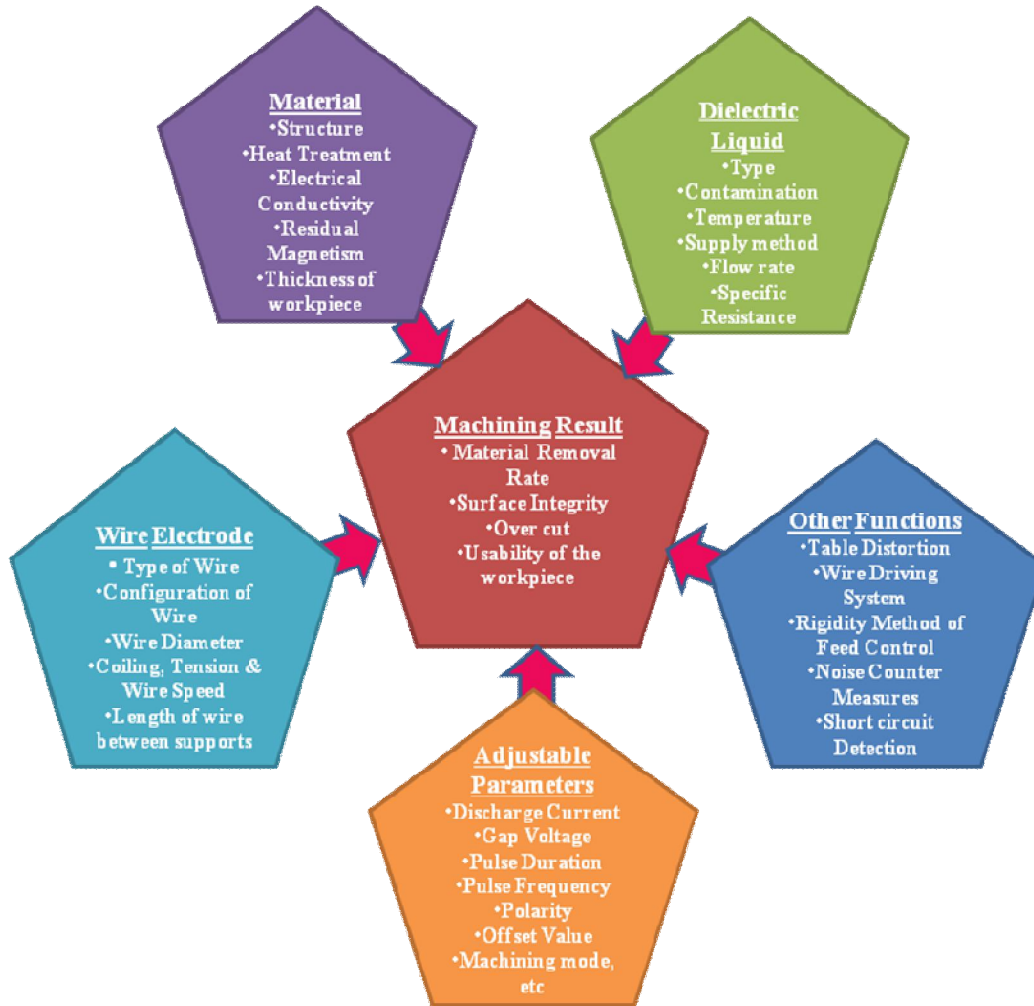 Material
•Structure
•Heat Treatment
•Electrical
Conductivity
•Residual
Magnetism
•Thickness of
workpiece
Dielectric
Liquid
•Type
•Contamination
•Temperature
•Supply method
•Flow rate
•Specific
Resistance
Machining Result
• Material Removal
Rate
•Surface Integrity
•Over cut
•Usability of the
workpiece
Wire Electrode
• Type of Wire
•Configuration of
Wire
•Wire Diameter
•Coiling, Tension &
Wire Speed
•Length of wire
between supports
Other Functions
•Table Distortion
•Wire Driving
System
•Rigidity Method of
Feed Control
•Noise Counter
Measures
•Short circuit
Detection
Adjustable
Parameters
•Discharge Current
•Gap Voltage
•Pulse Duration
•Pulse Frequency
•Polarity
•Offset Value
•Machining mode,
etc